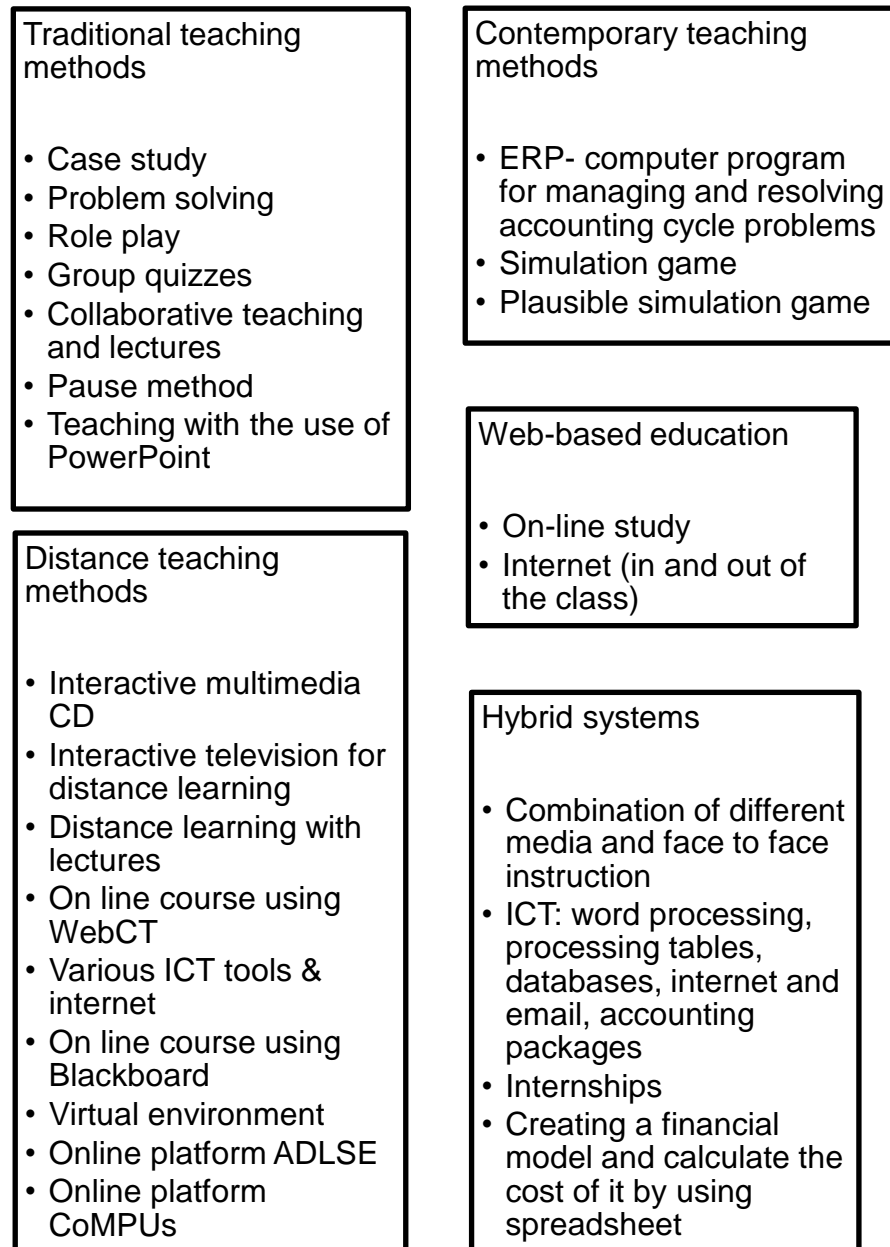 Traditional teaching
methods
• Case study
• Problem solving
• Role play
• Group quizzes
• Collaborative teaching
and lectures
• Pause method
• Teaching with the use of
PowerPoint
Distance teaching
methods
• Interactive multimedia
CD
• Interactive television for
distance learning
• Distance learning with
lectures
• On line course using
WebCT
• Various ICT tools &
internet
• On line course using
Blackboard
• Virtual environment
• Online platform ADLSE
• Online platform
CoMPUs
Contemporary teaching
methods
• ERP- computer program
for managing and resolving
accounting cycle problems
• Simulation game
• Plausible simulation game
Web-based education
• On-line study
• Internet (in and out of
the class)
Hybrid systems
• Combination of different
media and face to face
instruction
• ICT: word processing,
processing tables,
databases, internet and
email, accounting
packages
• Internships
• Creating a financial
model and calculate the
cost of it by using
spreadsheet